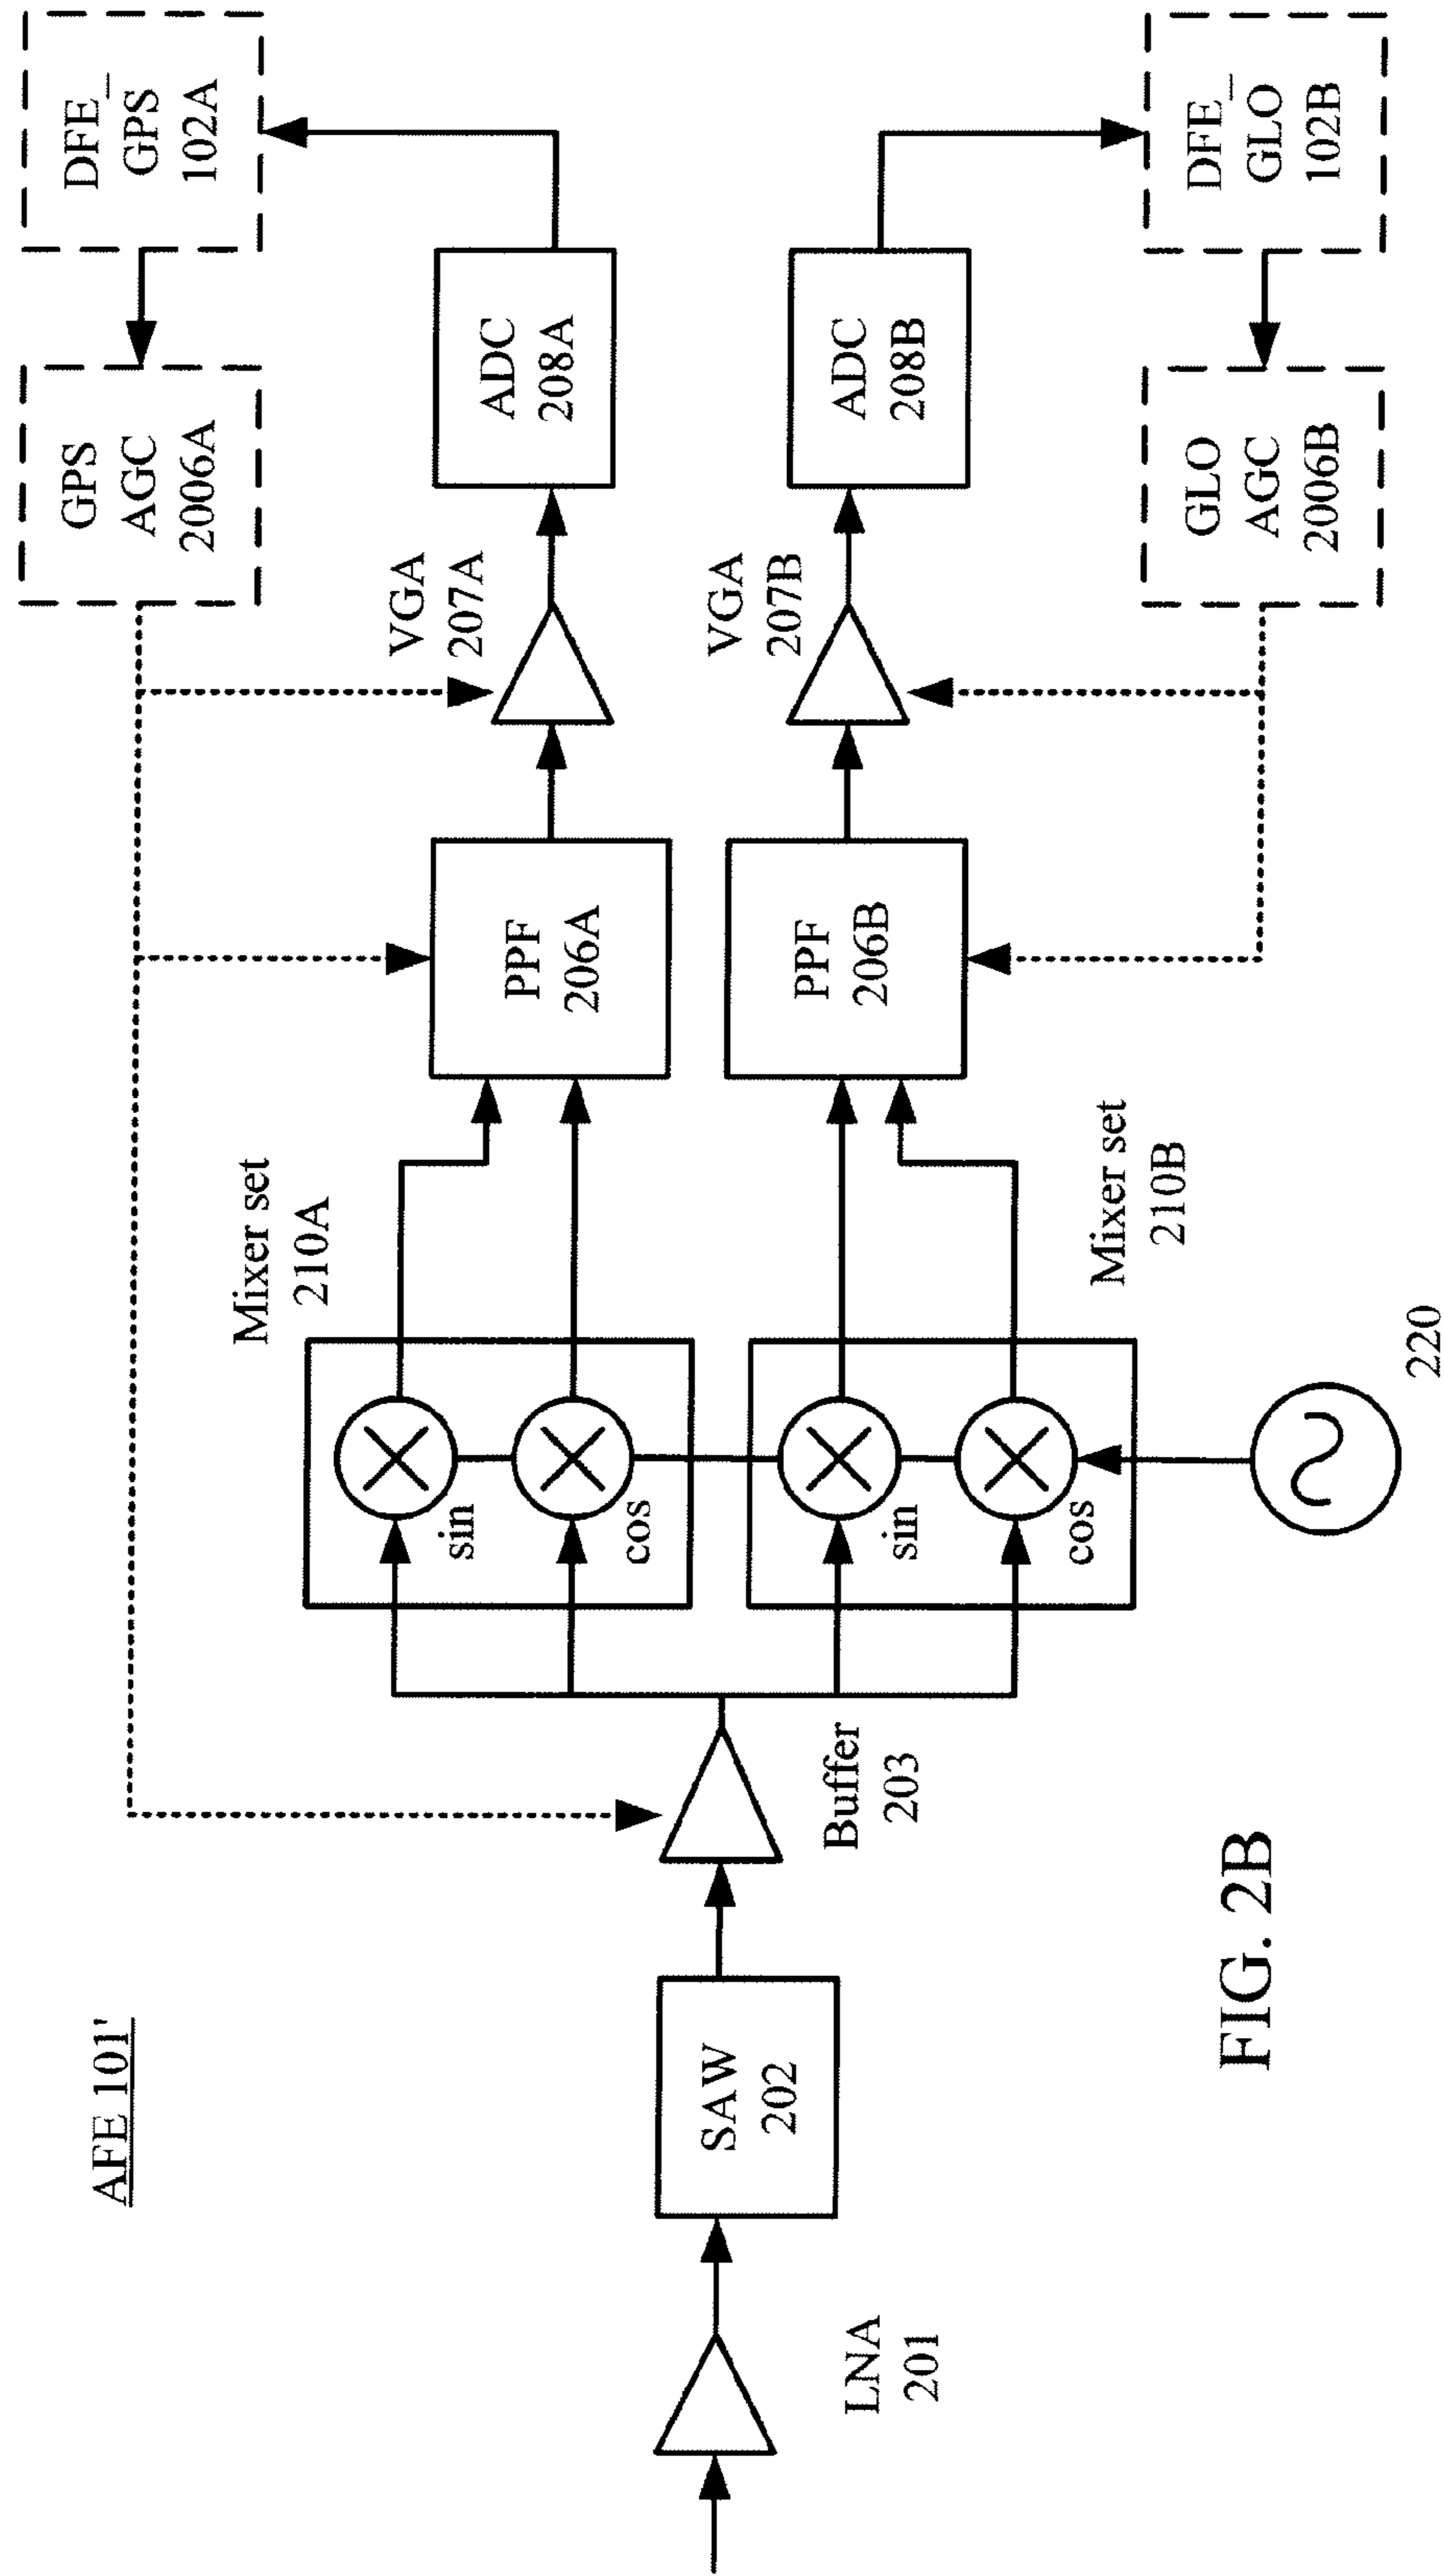 AFE 101'
LNA
201
SAW
202
Buffer
203
Mixer set
210A
sin
cos
sin
cos
Mixer set
210B
220
PPF
206A
PPF
206B
VGA
207A
VGA
207B
ADC
208A
ADC
208B
GPS
AGC
2006A
DFE_
GPS
102A
GLO
AGC
2006B
DFE_
GLO
102B
FIG. 2B